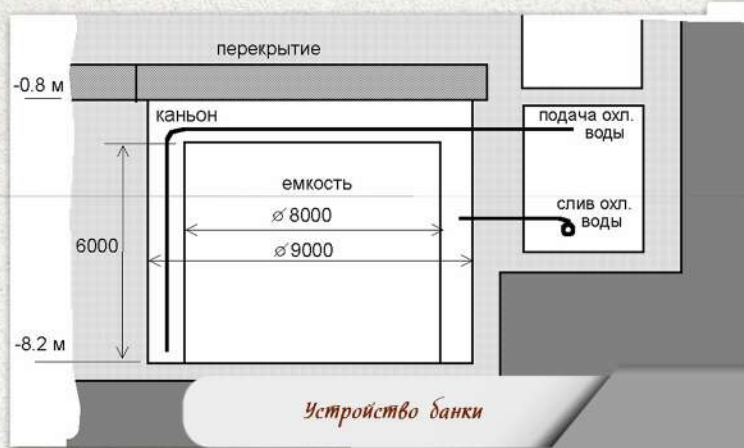 перекрытие
-0.8 м
каньон
подача охл.
воды
емкость
⌀ 8000
слив охл.
воды
6000
⌀ 9000
-8.2 м
Устройство банки